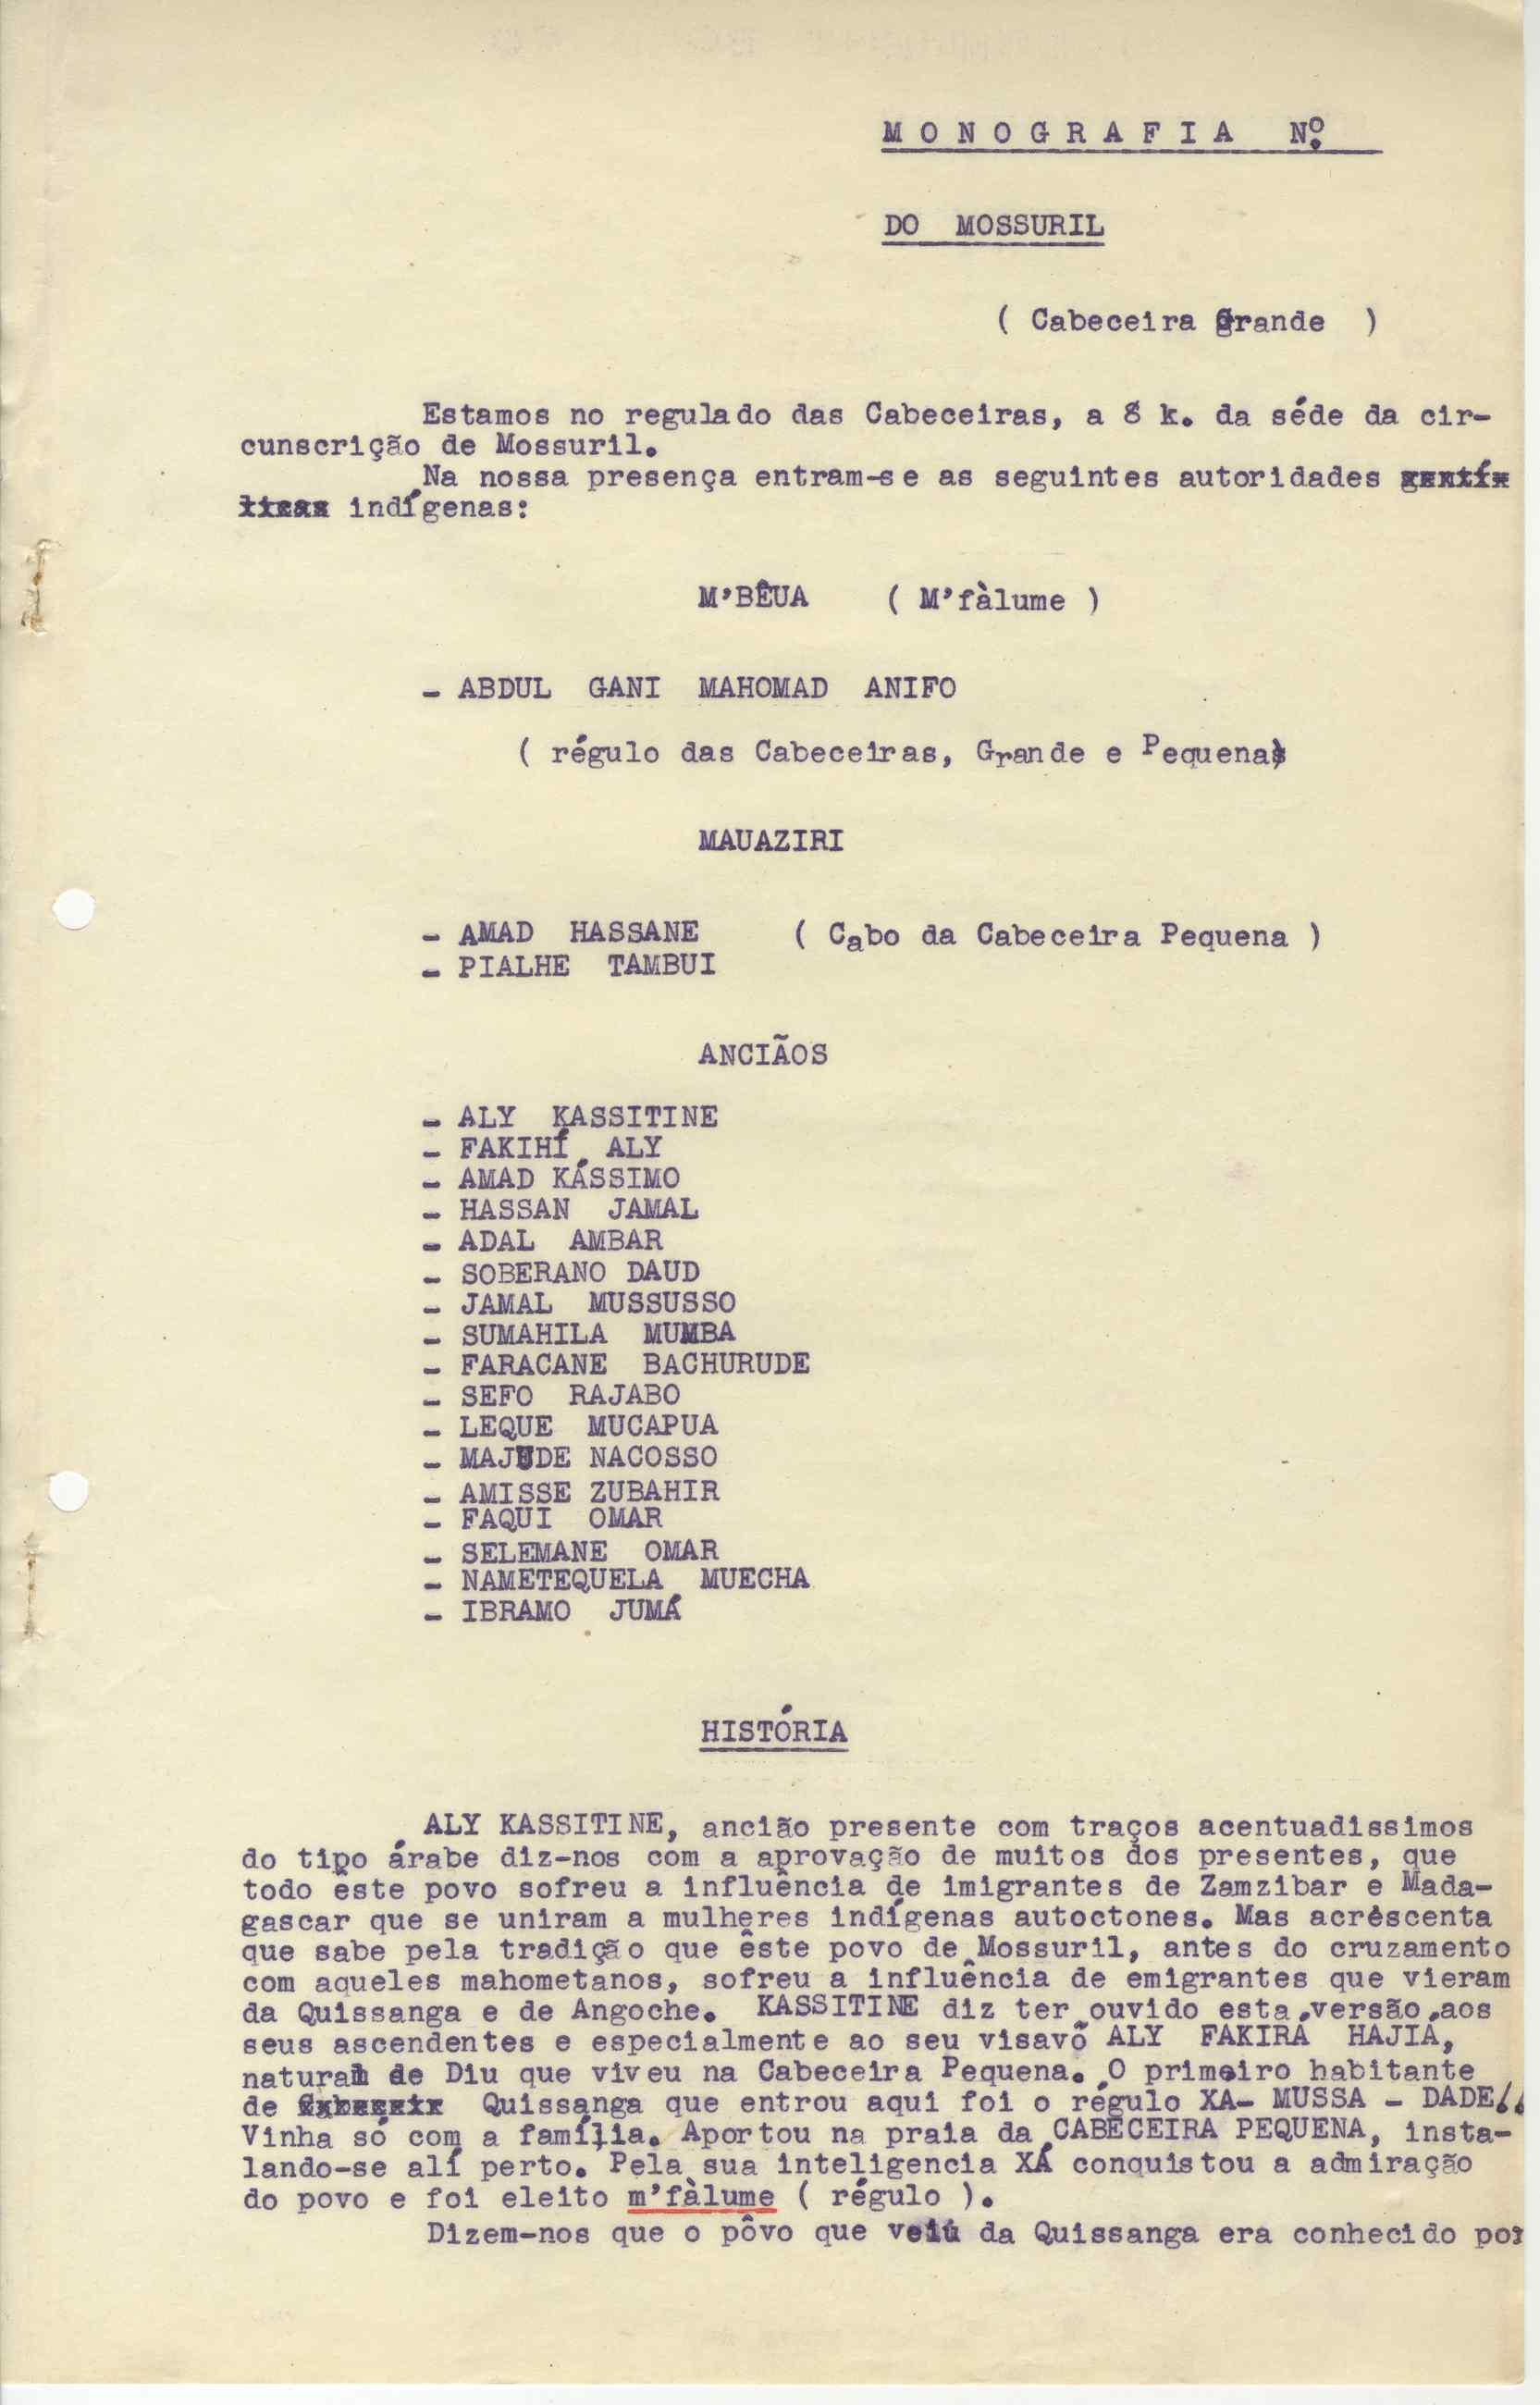 MONOGRAFIA Nº
DO MOSSURIL
( Cabeceira Grande )
Estamos no regulado das Cabeceiras, a 8 k. da séde da cir-
cunscrição de Mossuril.
Na nossa presença entram-se as seguintes autoridades
indígenas:
M'BÊUA ( M'fàlume )
- ABDUL GANI MAHOMAD ANIFO
( régulo das Cabeceiras, Grande e Pequena)
MAUAZIRI
- AMAD HASSANE ( Cabo da Cabeceira Pequena )
- PIALHE TAMBUI
ANCIÃOS
- ALY KASSITINE
- FAKIHÍ ALY
- AMAD KÁSSIMO
- HASSAN JAMAL
- ADAL AMBAR
- SOBERANO DAUD
- JAMAL MUSSUSSO
- SUMAHILA MUMBA
- FARACANE BACHURUDE
- SEFO RAJABO
- LEQUE MUCAPUA
- MAJUDE NACOSSO
- AMISSE ZUBAHIR
- FAQUI OMAR
- SELEMANE OMAR
- NAMETEQUELA MUECHA
- IBRAMO JUMÁ
HISTÓRIA
ALY KASSITINE, ancião presente com traços acentuadissimos
do tipo árabe diz-nos com a aprovação de muitos dos presentes, que
todo êste povo sofreu a influência de imigrantes de Zamzibar e Mada-
gascar que se uniram a mulheres indígenas autoctones. Mas acrèscenta
que sabe pela tradição que êste povo de Mossuril, antes do cruzamento
com aqueles mahometanos, sofreu a influência de emigrantes que vieram
da Quissanga e de Angoche. KASSITINE diz ter ouvido esta versão aos
seus ascendentes e especialmente ao seu visavô ALY FAKIRÁ HAJIÁ,
natural de Diu que viveu na Cabeceira Pequena. O primeiro habitante
de Quissanga que entrou aqui foi o régulo XA- MUSSA - DADE!.
Vinha só com a família. Aportou na praia da CABECEIRA PEQUENA, insta-
lando-se alí perto. Pela sua inteligencia XÁ conquistou a admiração
do povo e foi eleito m'fàlume ( régulo ).
Dizem-nos que o pôvo que veiu da Quissanga era conhecido por